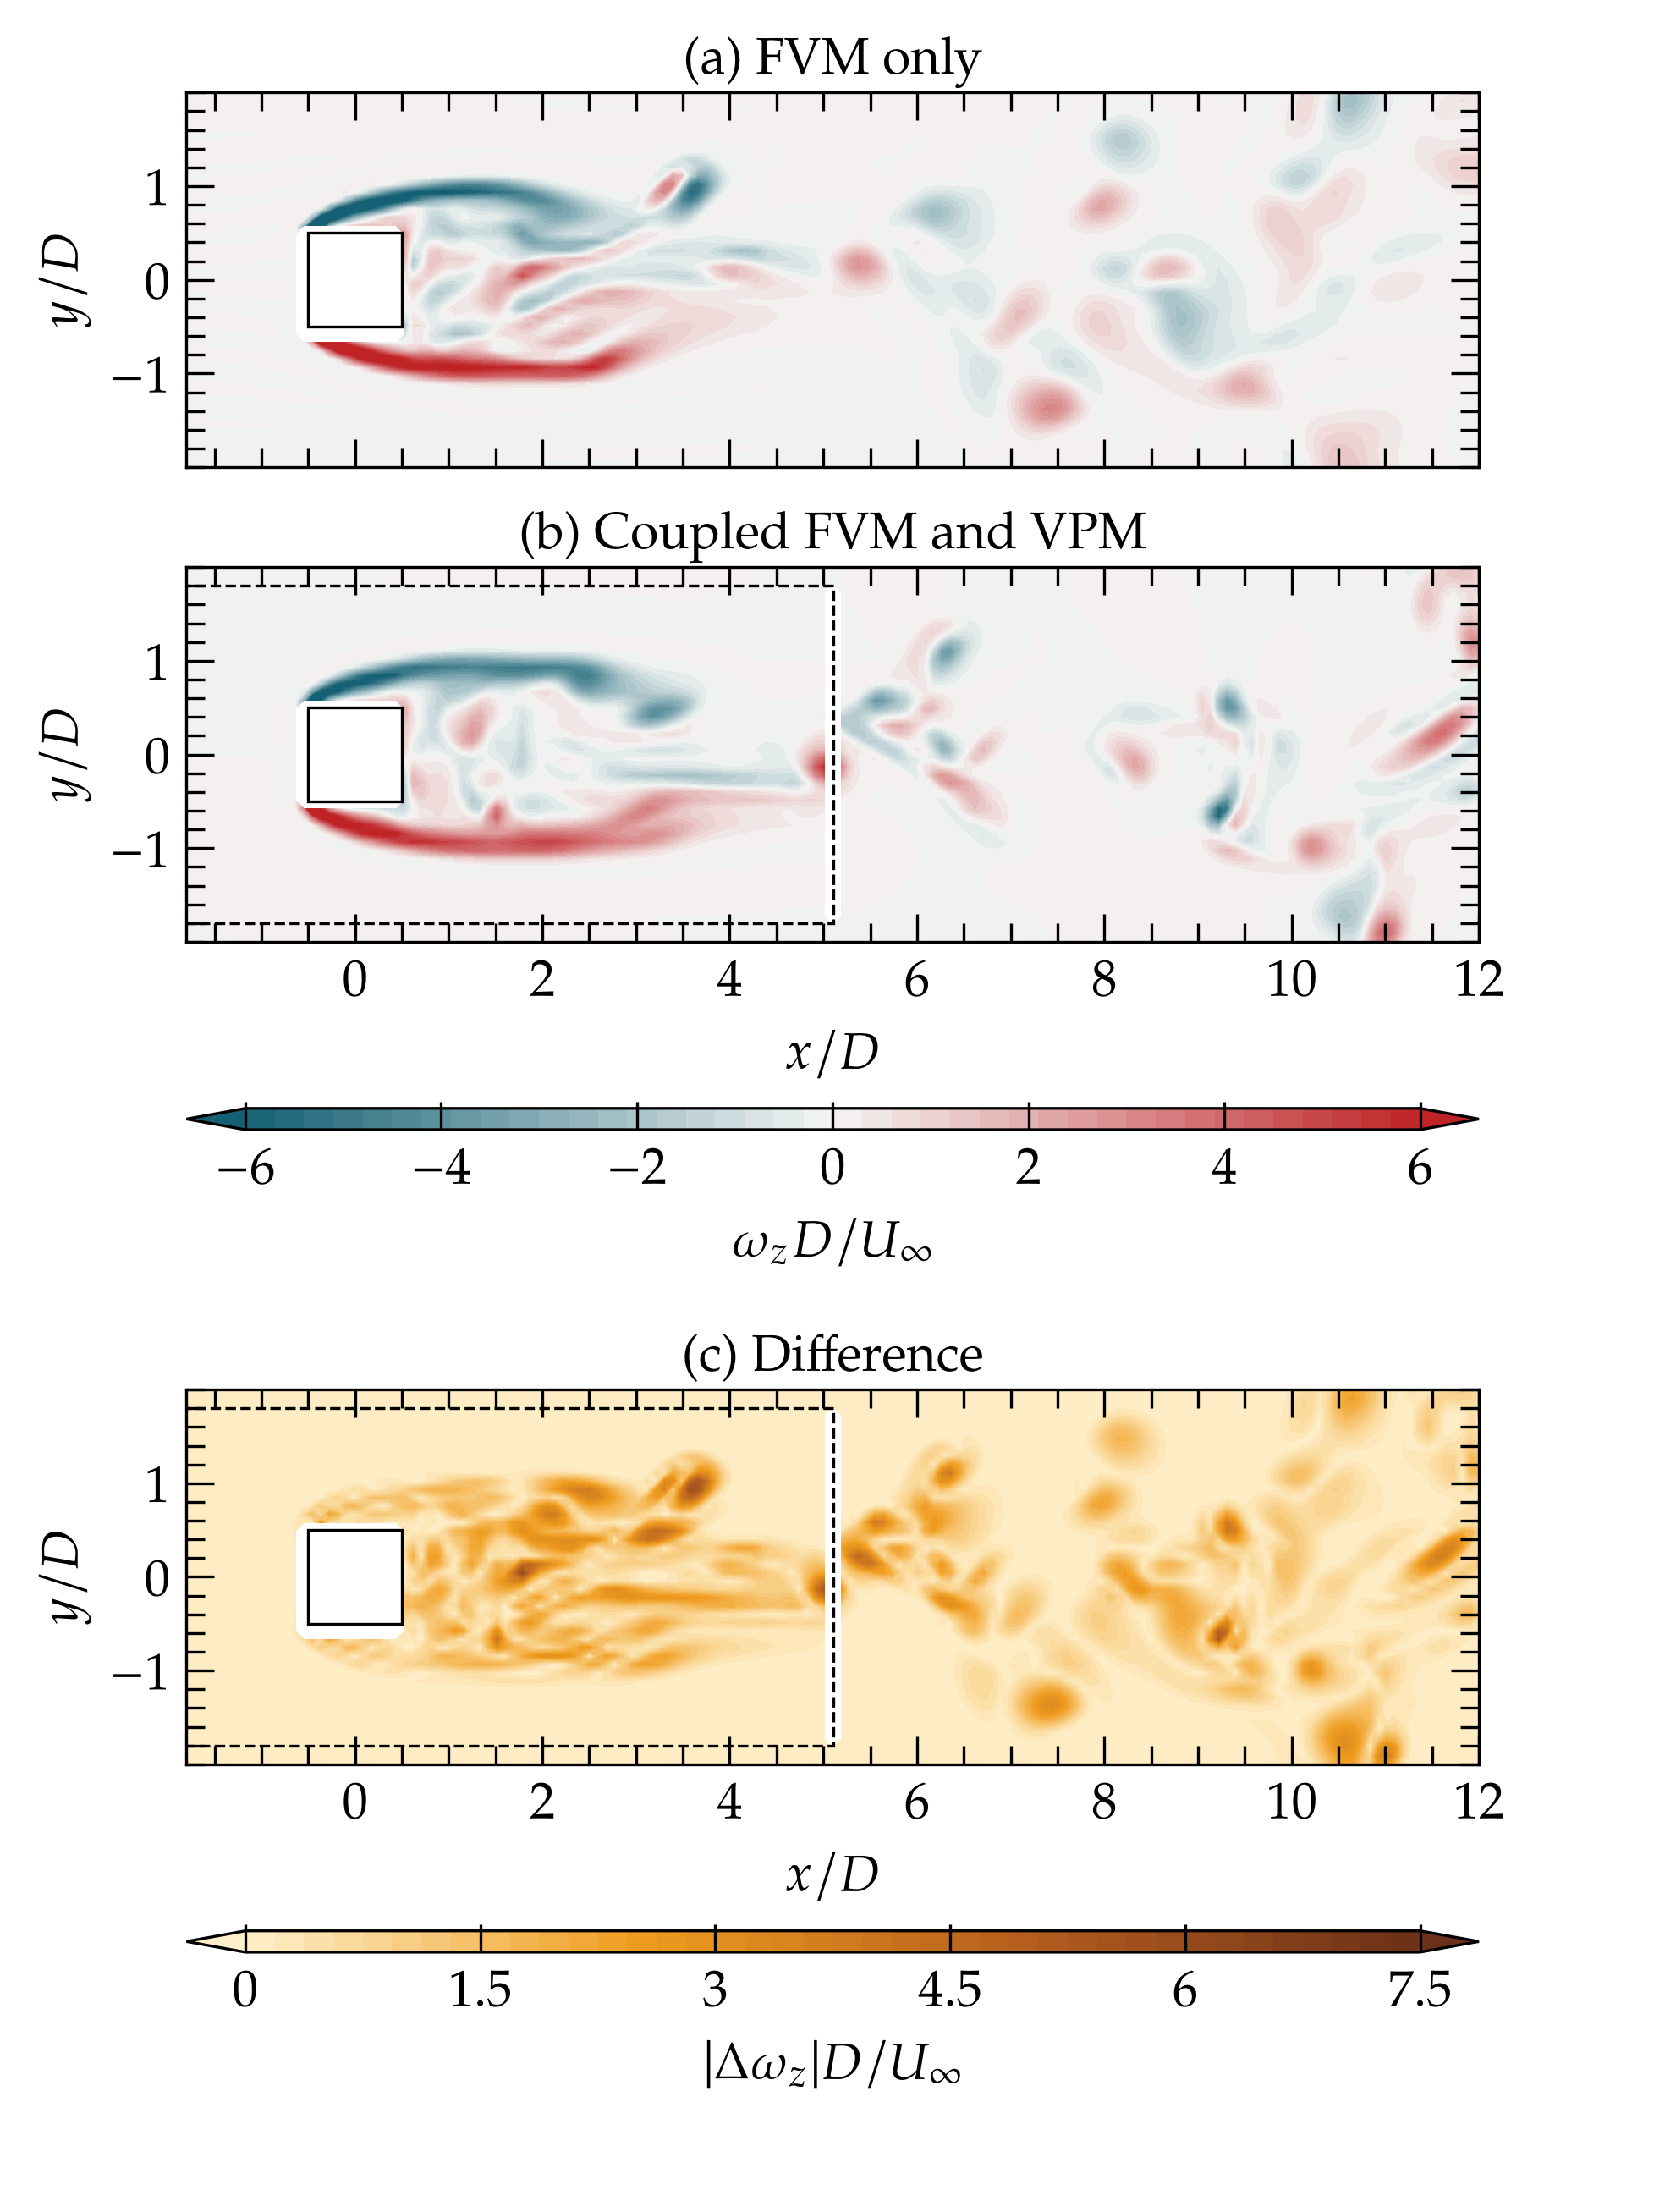 (a) FVM only
1
0
−1
y/D
(b) Coupled FVM and VPM
1
0
−1
y/D
0 2 4 6 8 10 12
x/D
−6 −4 −2 0 2 4 6
ω_z D/U_∞
(c) Difference
1
0
−1
y/D
0 2 4 6 8 10 12
x/D
0 1.5 3 4.5 6 7.5
|Δω_z|D/U_∞